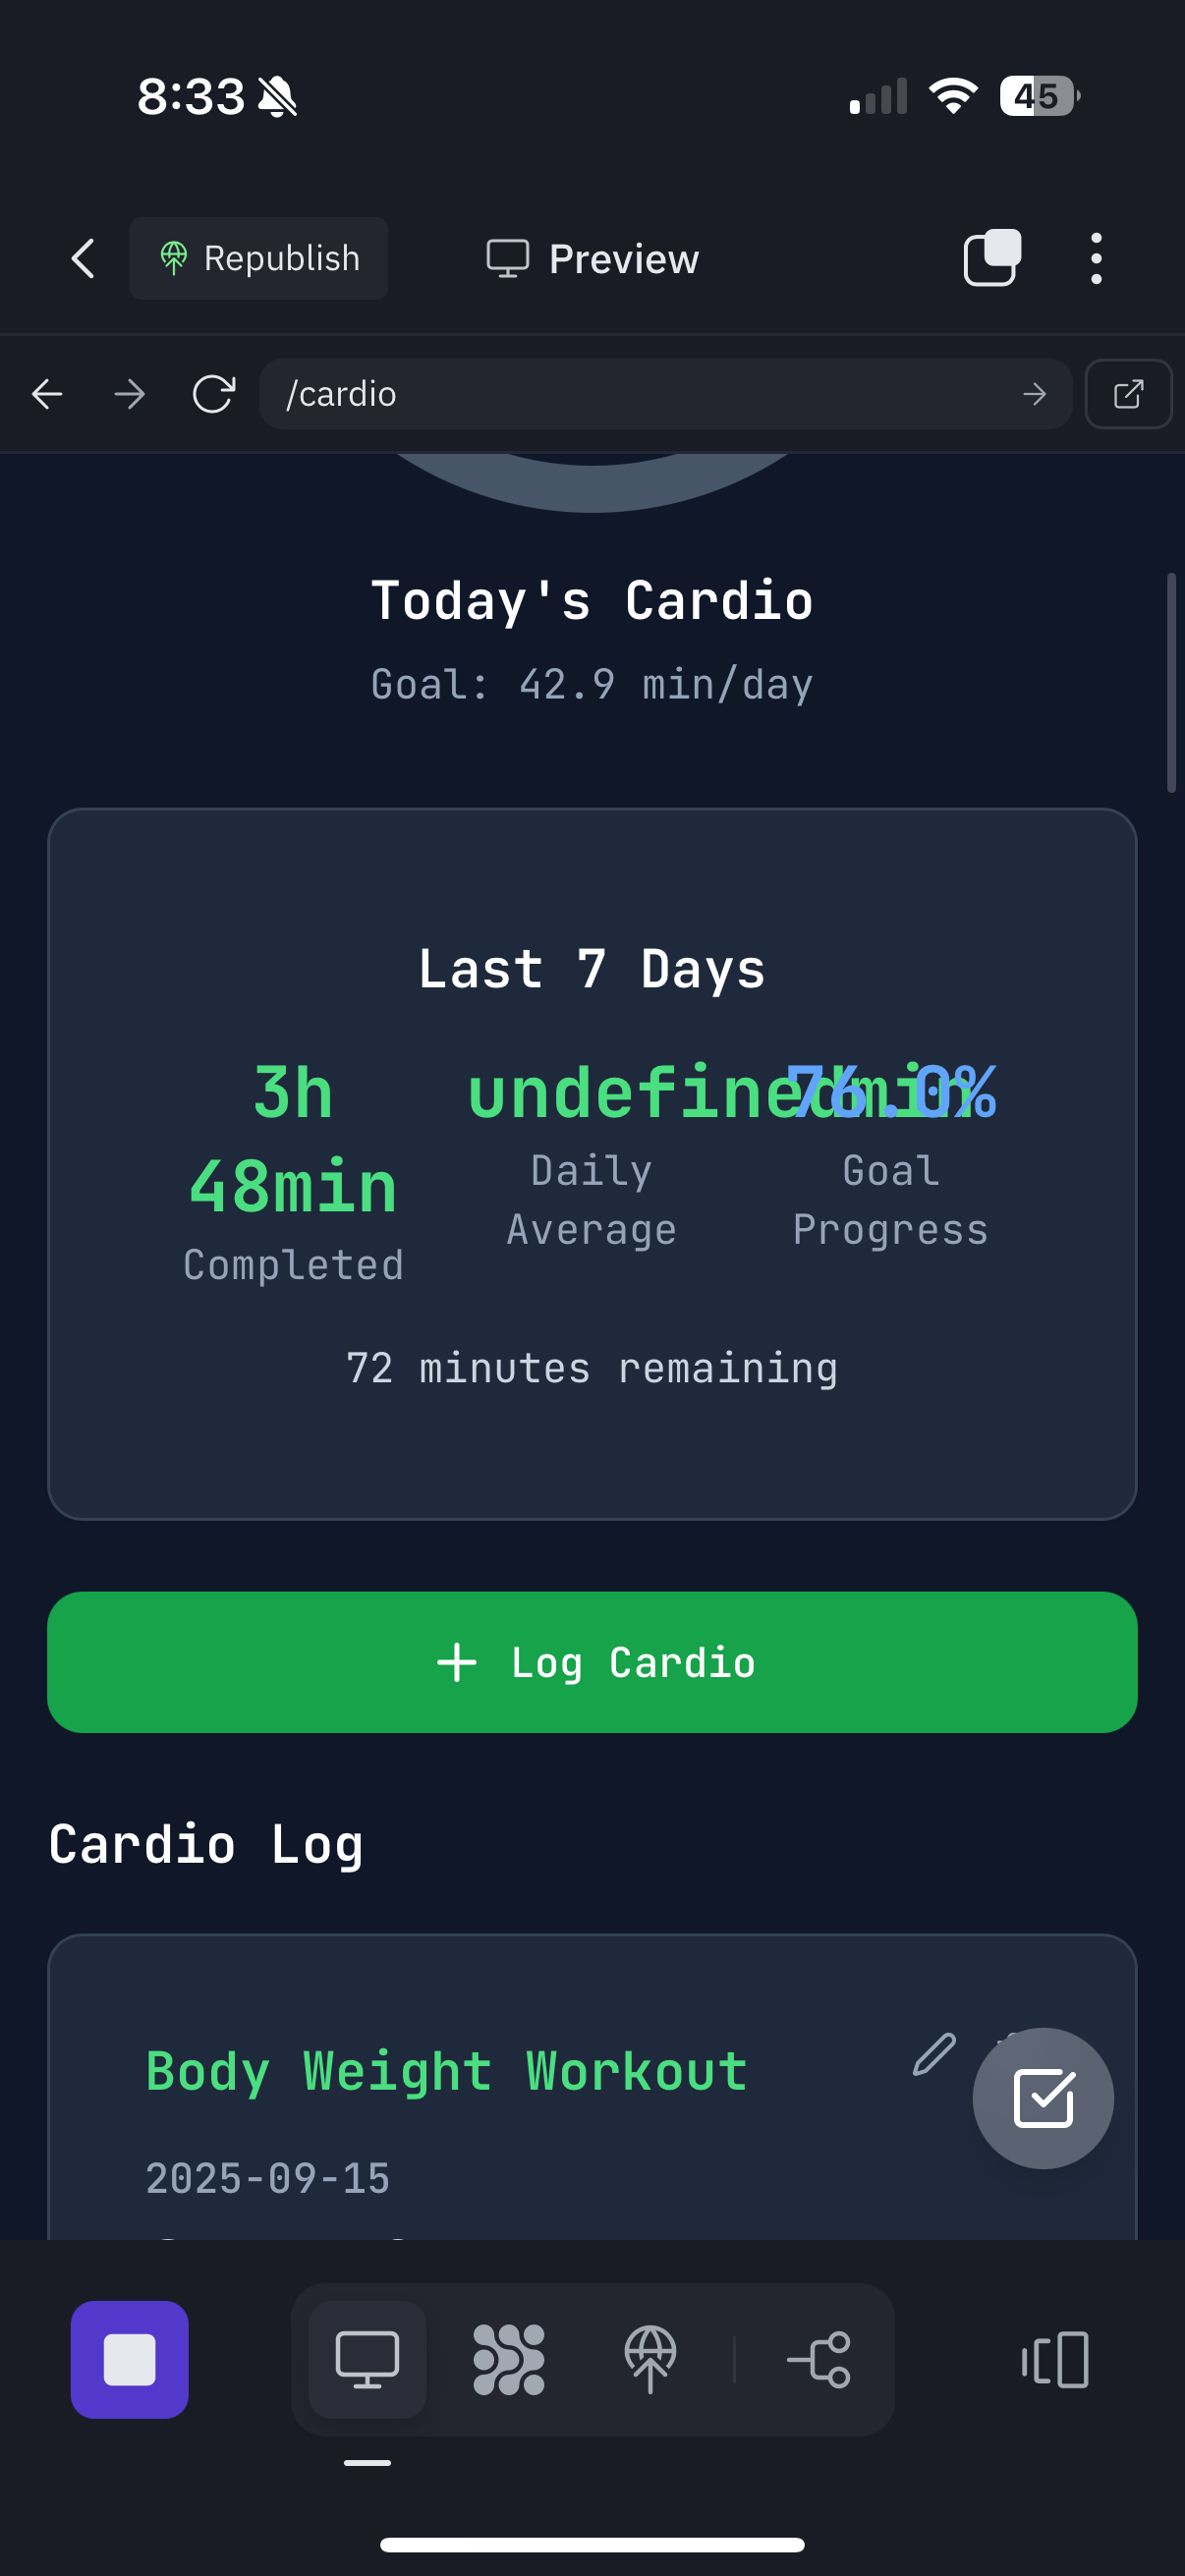 8:33
45
Republish
Preview
/cardio
Today's Cardio
Goal: 42.9 min/day
Last 7 Days
3h 48min
Completed
undefinedmin
Daily Average
76.0%
Goal Progress
72 minutes remaining
+ Log Cardio
Cardio Log
Body Weight Workout
2025-09-15